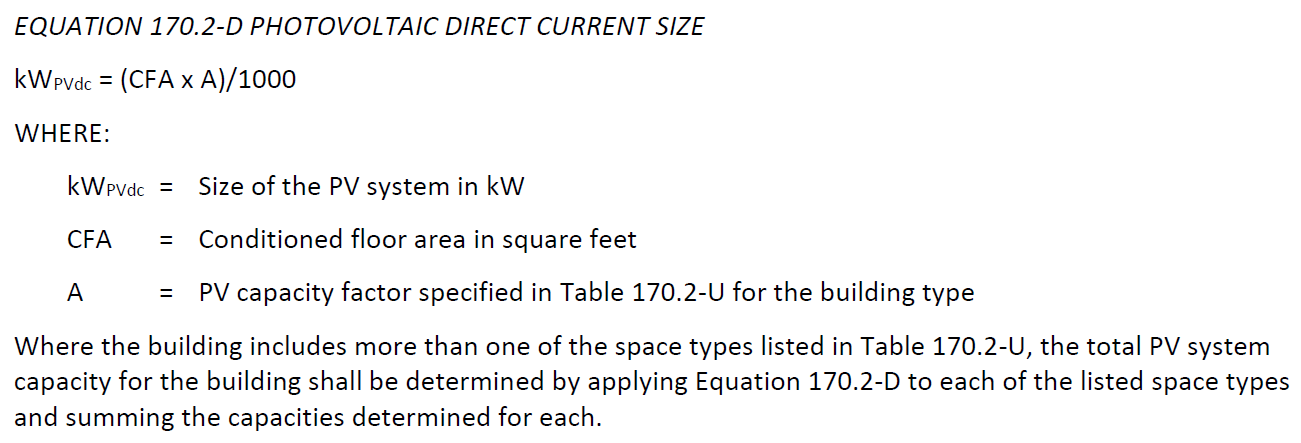 EQUATION 170.2-D PHOTOVOLTAIC DIRECT CURRENT SIZE
kWPVdc = (CFA x A)/1000
WHERE:
kWPVdc = Size of the PV system in kW
CFA = Conditioned floor area in square feet
A = PV capacity factor specified in Table 170.2-U for the building type
Where the building includes more than one of the space types listed in Table 170.2-U, the total PV system
capacity for the building shall be determined by applying Equation 170.2-D to each of the listed space types
and summing the capacities determined for each.